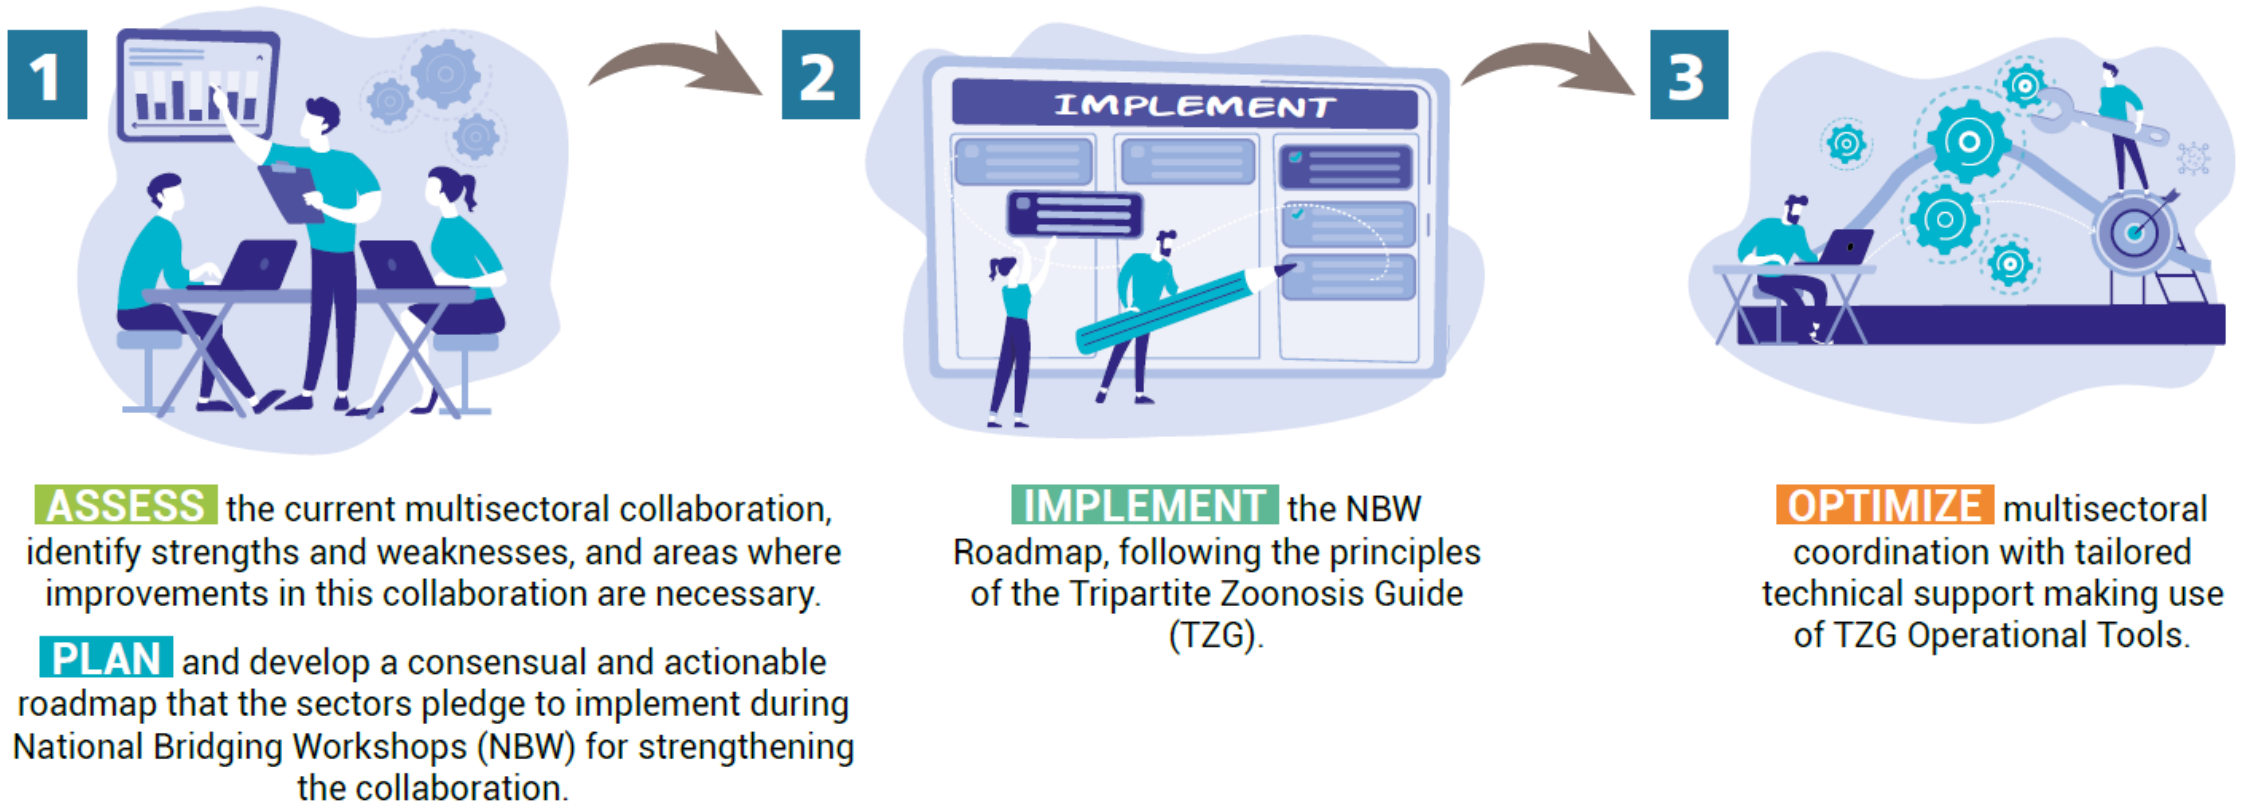 1
2
3
IMPLEMENT
ASSESS the current multisectoral collaboration,
identify strengths and weaknesses, and areas where
improvements in this collaboration are necessary.
PLAN and develop a consensual and actionable
roadmap that the sectors pledge to implement during
National Bridging Workshops (NBW) for strengthening
the collaboration.
IMPLEMENT the NBW
Roadmap, following the principles
of the Tripartite Zoonosis Guide
(TZG).
OPTIMIZE multisectoral
coordination with tailored
technical support making use
of TZG Operational Tools.